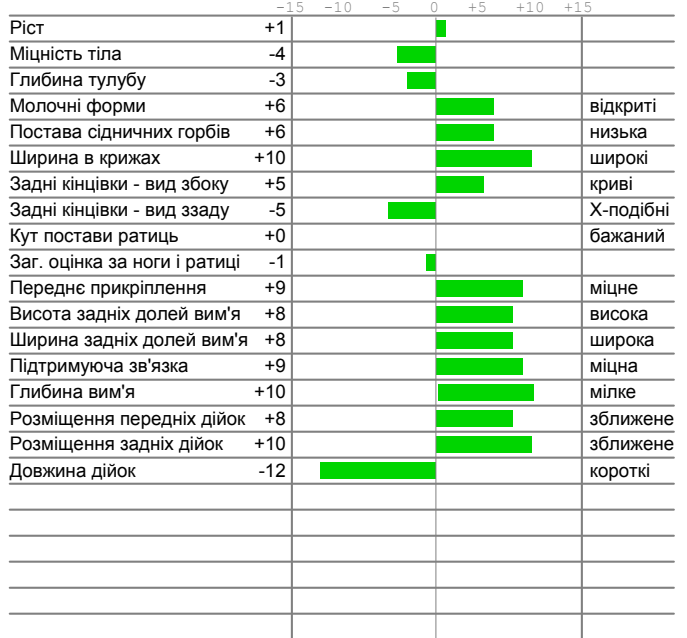 -15 -10 -5 0 +5 +10 +15
Ріст +1
Міцність тіла -4
Глибина тулубу -3
Молочні форми +6 відкриті
Постава сідничних горбів +6 низька
Ширина в крижах +10 широкі
Задні кінцівки - вид збоку +5 криві
Задні кінцівки - вид ззаду -5 Х-подібні
Кут постави ратиць +0 бажаний
Заг. оцінка за ноги і ратиці -1
Переднє прикріплення +9 міцне
Висота задніх долей вим'я +8 висока
Ширина задніх долей вим'я +8 широка
Підтримуюча зв'язка +9 міцна
Глибина вим'я +10 мілке
Розміщення передніх дійок +8 зближене
Розміщення задніх дійок +10 зближене
Довжина дійок -12 короткі